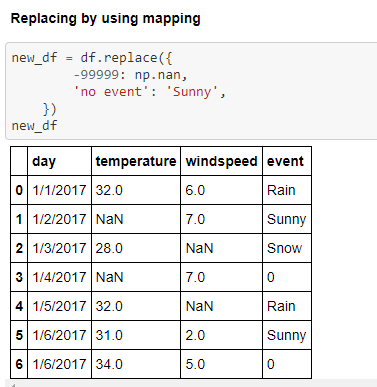 Replacing by using mapping
new_df = df.replace({
-99999: np.nan,
'no event': 'Sunny',
})
new_df
day temperature windspeed event
0 1/1/2017 32.0 6.0 Rain
1 1/2/2017 NaN 7.0 Sunny
2 1/3/2017 28.0 NaN Snow
3 1/4/2017 NaN 7.0 0
4 1/5/2017 32.0 NaN Rain
5 1/6/2017 31.0 2.0 Sunny
6 1/6/2017 34.0 5.0 0